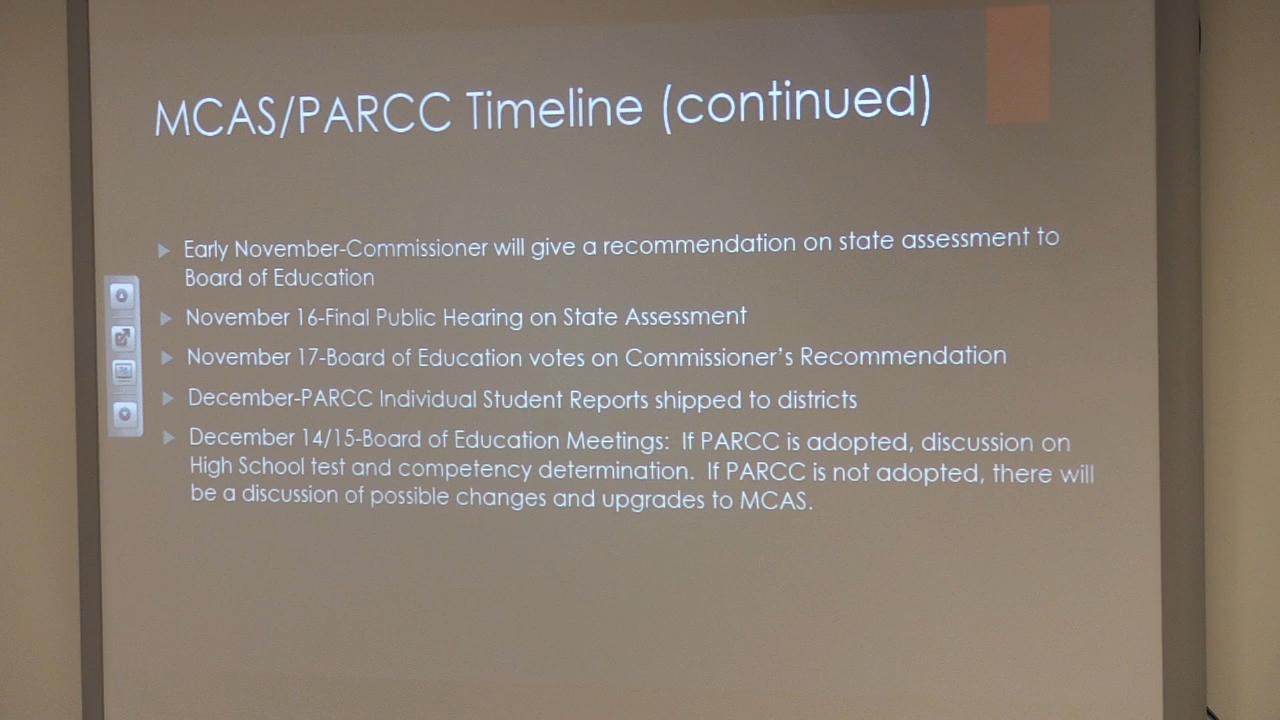 MCAS/PARCC Timeline (continued)
Early November-Commissioner will give a recommendation on state assessment to
Board of Education
November 16-Final Public Hearing on State Assessment
November 17-Board of Education votes on Commissioner's Recommendation
December-PARCC Individual Student Reports shipped to districts
December 14/15-Board of Education Meetings:  If PARCC is adopted, discussion on
High School test and competency determination.  If PARCC is not adopted, there will
be a discussion of possible changes and upgrades to MCAS.